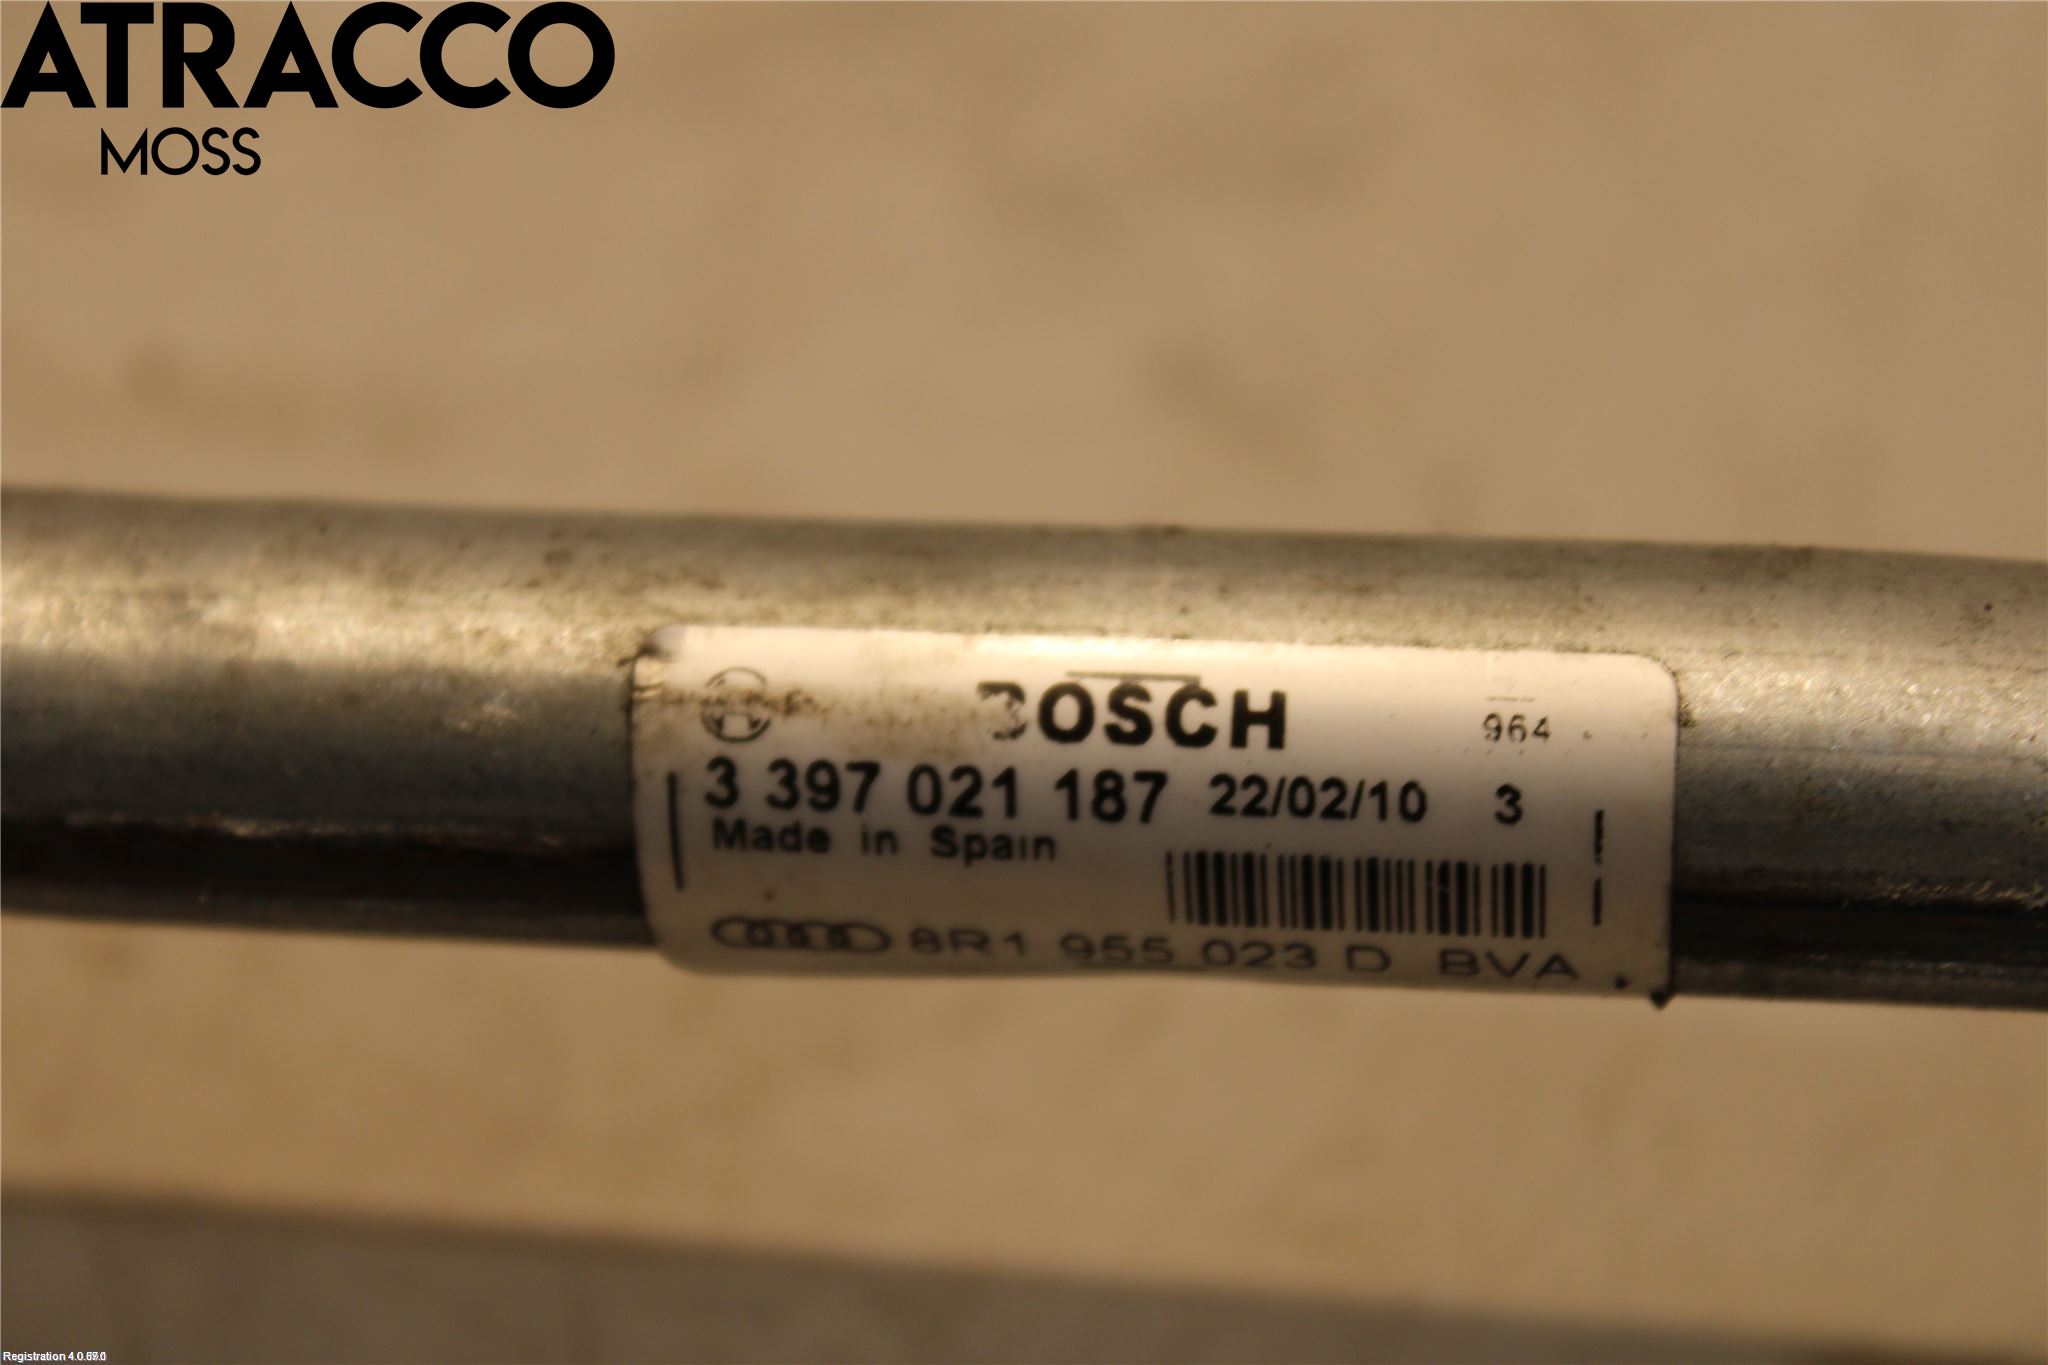 ATRACCO
MOSS
BOSCH
964
3 397 021 187 22/02/10 3
Made in Spain
8R1 955 023 D BVA
Registration